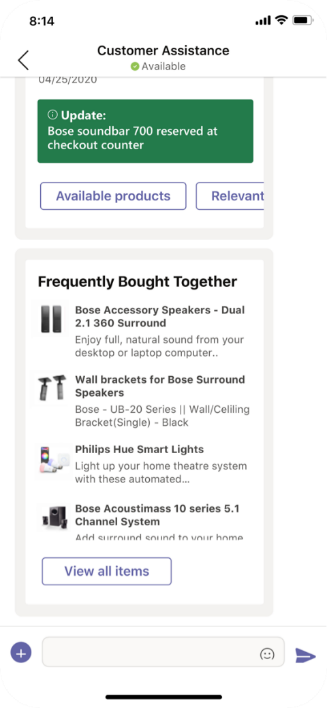 8:14
Customer Assistance
Available
04/25/2020
Update:
Bose soundbar 700 reserved at
checkout counter
Available products
Relevant
Frequently Bought Together
Bose Accessory Speakers - Dual
2.1 360 Surround
Enjoy full, natural sound from your
desktop or laptop computer..
Wall brackets for Bose Surround
Speakers
Bose - UB-20 Series || Wall/Celiling
Bracket(Single) - Black
Philips Hue Smart Lights
Light up your home theatre system
with these automated...
Bose Acoustimass 10 series 5.1
Channel System
Add surround sound to your home
View all items